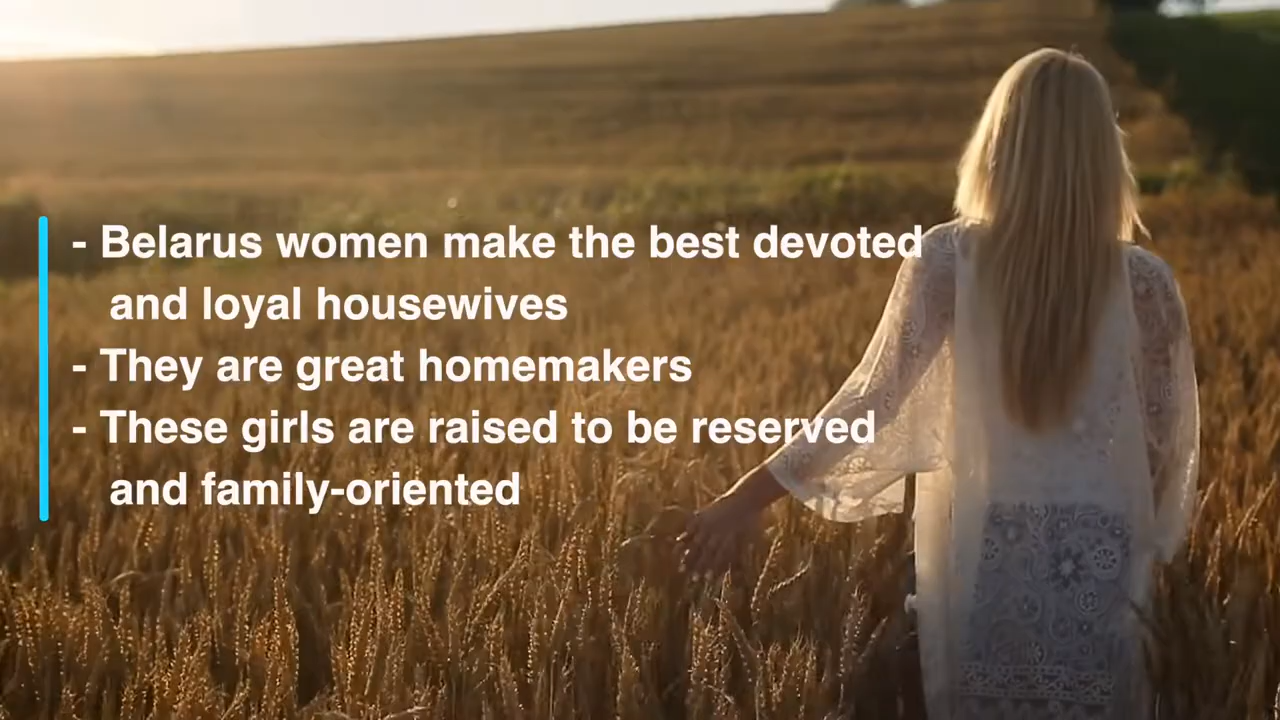 - Belarus women make the best devoted
and loyal housewives
- They are great homemakers
- These girls are raised to be reserved
and family-oriented